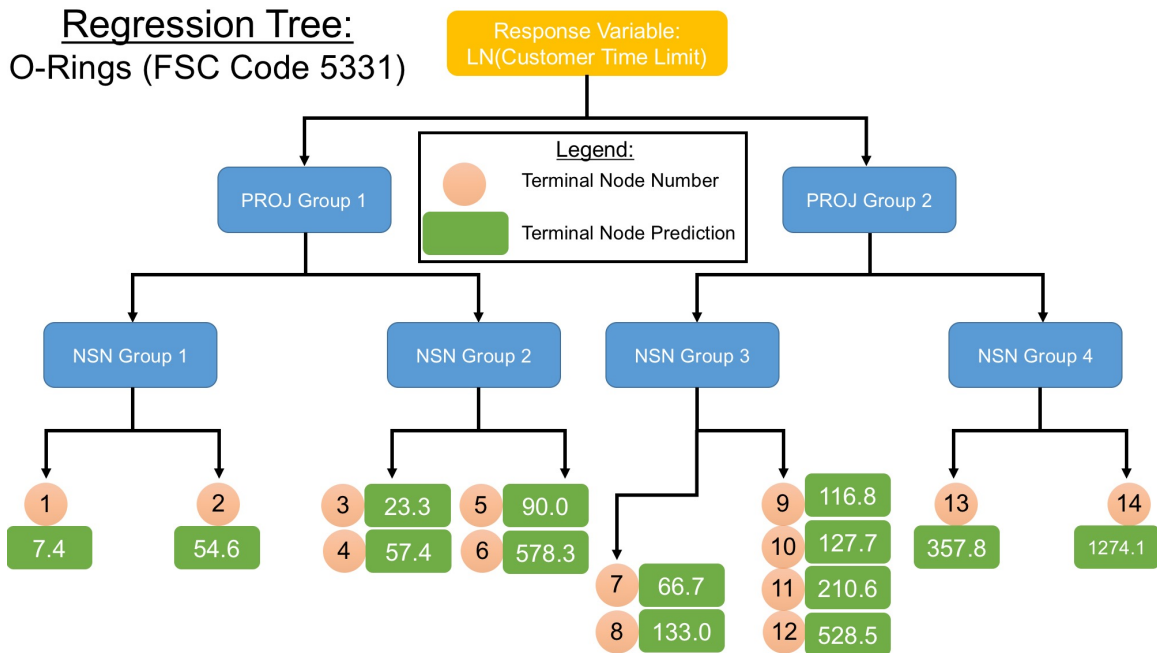 Regression Tree:
O-Rings (FSC Code 5331)
Response Variable:
LN(Customer Time Limit)
Legend:
Terminal Node Number
Terminal Node Prediction
PROJ Group 1
PROJ Group 2
NSN Group 1
NSN Group 2
NSN Group 3
NSN Group 4
1
7.4
2
54.6
3
23.3
4
57.4
5
90.0
6
578.3
7
66.7
8
133.0
9
116.8
10
127.7
11
210.6
12
528.5
13
357.8
14
1274.1